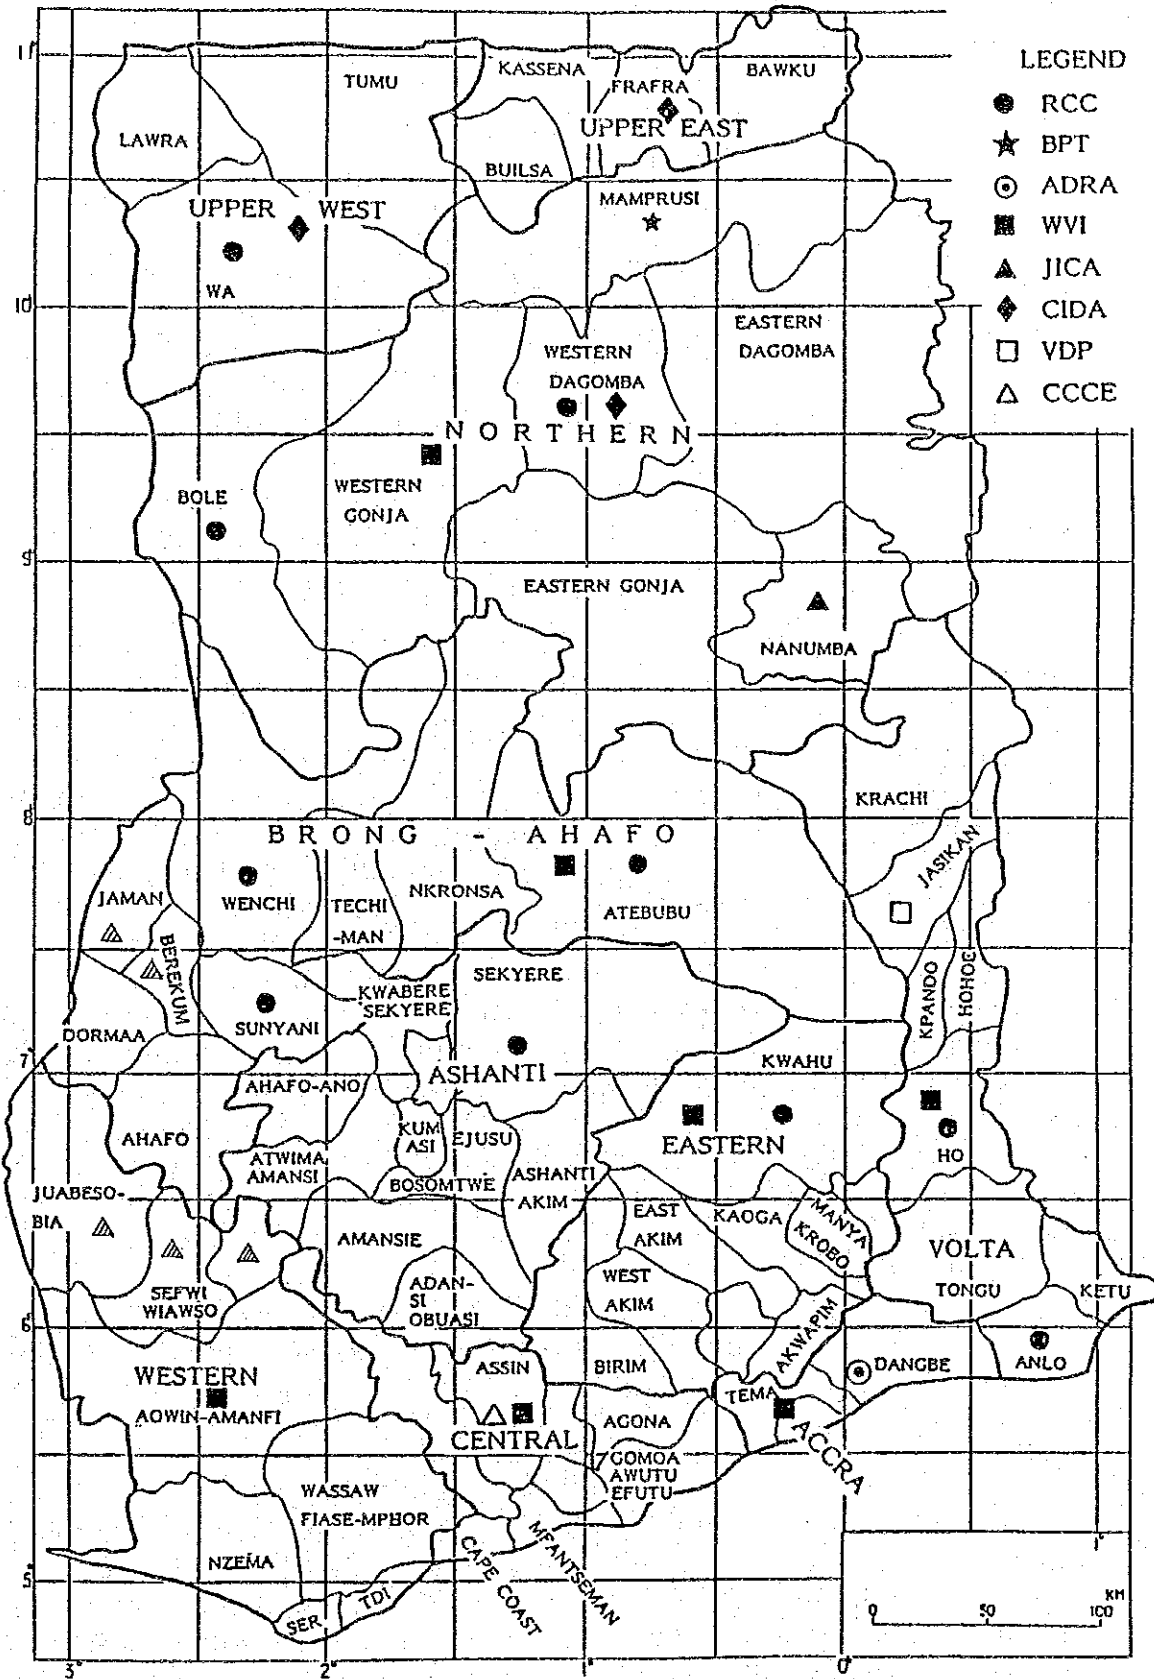 LEGEND
RCC
BPT
ADRA
WVI
JICA
CIDA
VDP
CCCE
11°
TUMU
KASSENA
FRAFRA
BAWKU
LAWRA
UPPER EAST
BUILSA
UPPER WEST
MAMPRUSI
WA
10°
EASTERN
DAGOMBA
WESTERN
DAGOMBA
NORTHERN
BOLE
WESTERN
GONJA
9°
EASTERN GONJA
NANUMBA
KRACHI
8°
BRONG - AHAFO
JASIKAN
JAMAN
WENCHI
TECHI
-MAN
NKRONSA
ATEBUBU
BEREKUM
SEKYERE
KWABERE
SEKYERE
KPANDO
HOHOE
DORMAA
SUNYANI
KWAHU
7°
ASHANTI
AHAFO-ANO
AHAFO
KUM
ASI
EJUSU
EASTERN
HO
ATWIMA
AMANSI
BOSOMTWE
ASHANTI
AKIM
JUABESO-
BIA
EAST
AKIM
KAOGA
MANYA
KROBO
AMANSIE
VOLTA
WEST
AKIM
ADAN-
SI
OBUASI
SEFWI
WIAWSO
TONGU
KETU
6°
AKWAPIM
WESTERN
ASSIN
BIRIM
DANGBE
ANLO
TEMA
AOWIN-AMANFI
AGONA
CENTRAL
ACCRA
GOMOA
AWUTU
EFUTU
WASSAW
FIASE-MPHOR
MFANTSEMAN
CAPE COAST
NZEMA
5°
TDI
SER
1°
KM
0 50 100
3° 2° 1° 0°